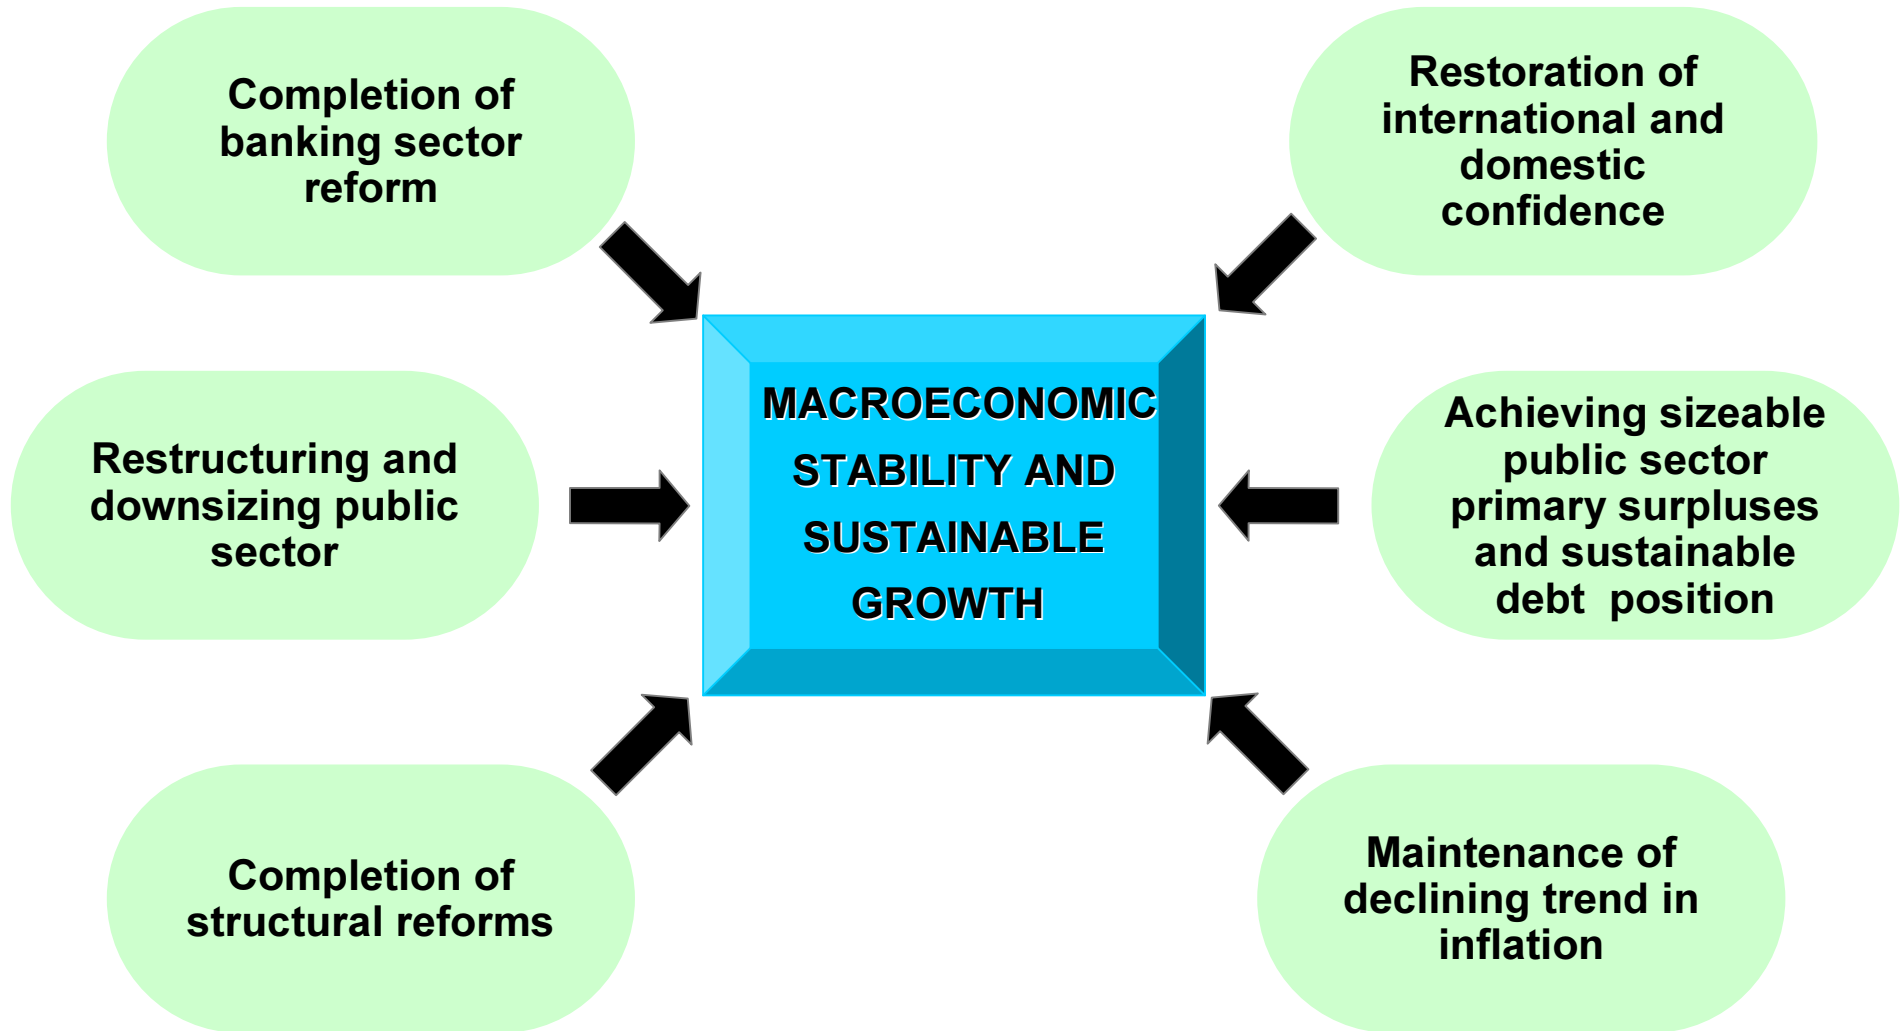 Completion of
banking sector
reform
Restoration of
international and
domestic
confidence
MACROECONOMIC
STABILITY AND
SUSTAINABLE
GROWTH
Restructuring and
downsizing public
sector
Achieving sizeable
public sector
primary surpluses
and sustainable
debt  position
Completion of
structural reforms
Maintenance of
declining trend in
inflation